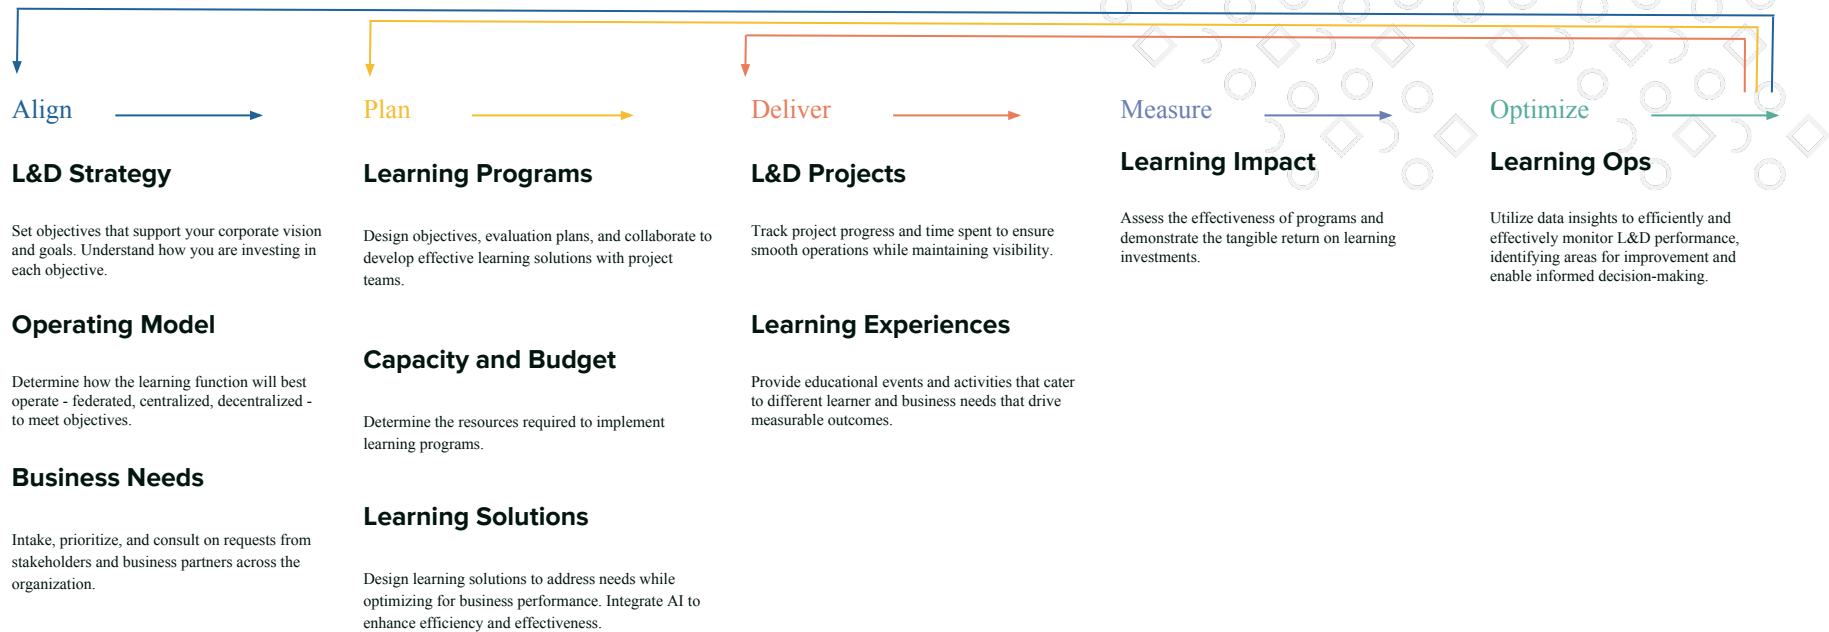 Align
Plan
Deliver
Measure
Optimize
L&D Strategy
Set objectives that support your corporate vision
and goals. Understand how you are investing in
each objective.
Operating Model
Determine how the learning function will best
operate - federated, centralized, decentralized -
to meet objectives.
Business Needs
Intake, prioritize, and consult on requests from
stakeholders and business partners across the
organization.
Learning Programs
Design objectives, evaluation plans, and collaborate to
develop effective learning solutions with project
teams.
Capacity and Budget
Determine the resources required to implement
learning programs.
Learning Solutions
Design learning solutions to address needs while
optimizing for business performance. Integrate AI to
enhance efficiency and effectiveness.
L&D Projects
Track project progress and time spent to ensure
smooth operations while maintaining visibility.
Learning Experiences
Provide educational events and activities that cater
to different learner and business needs that drive
measurable outcomes.
Learning Impact
Assess the effectiveness of programs and
demonstrate the tangible return on learning
investments.
Learning Ops
Utilize data insights to efficiently and
effectively monitor L&D performance,
identifying areas for improvement and
enable informed decision-making.